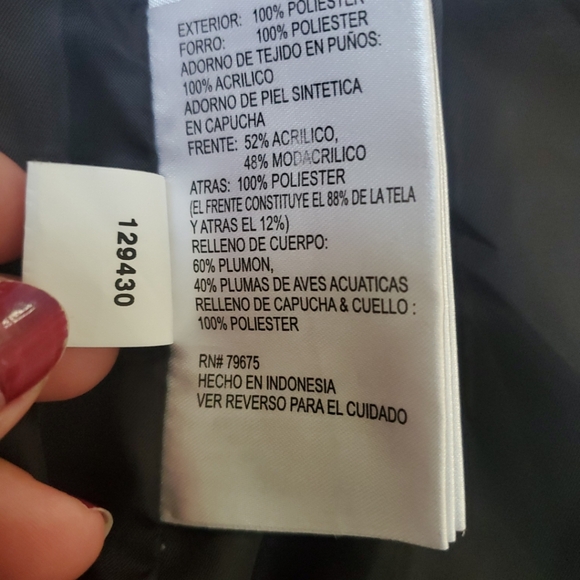 EXTERIOR: 100% POLIESTER
FORRO: 100% POLIESTER
ADORNO DE TEJIDO EN PUÑOS:
100% ACRILICO
ADORNO DE PIEL SINTETICA
EN CAPUCHA
FRENTE: 52% ACRILICO,
48% MODACRILICO
ATRAS: 100% POLIESTER
(EL FRENTE CONSTITUYE EL 88% DE LA TELA
Y ATRAS EL 12%)
RELLENO DE CUERPO:
60% PLUMON,
40% PLUMAS DE AVES ACUATICAS
RELLENO DE CAPUCHA & CUELLO :
100% POLIESTER
RN# 79675
HECHO EN INDONESIA
VER REVERSO PARA EL CUIDADO
129430